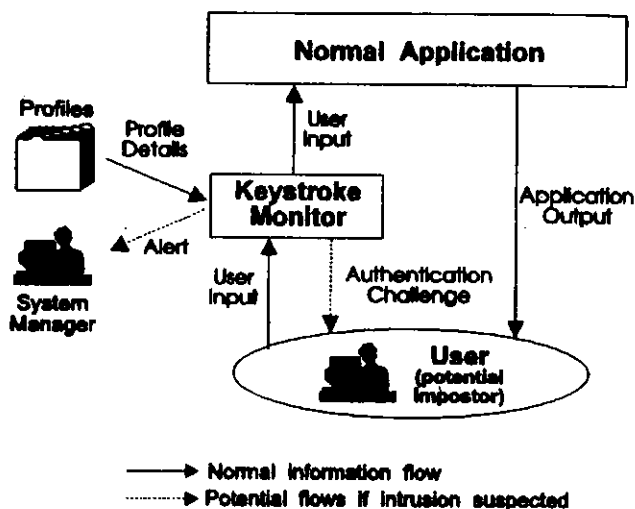 Normal Application
Profiles
Profile
Details
User
Input
Keystroke
Monitor
Application
Output
Alert
System
Manager
User
Input
Authentication
Challenge
User
(potential
impostor)
Normal information flow
Potential flows if intrusion suspected